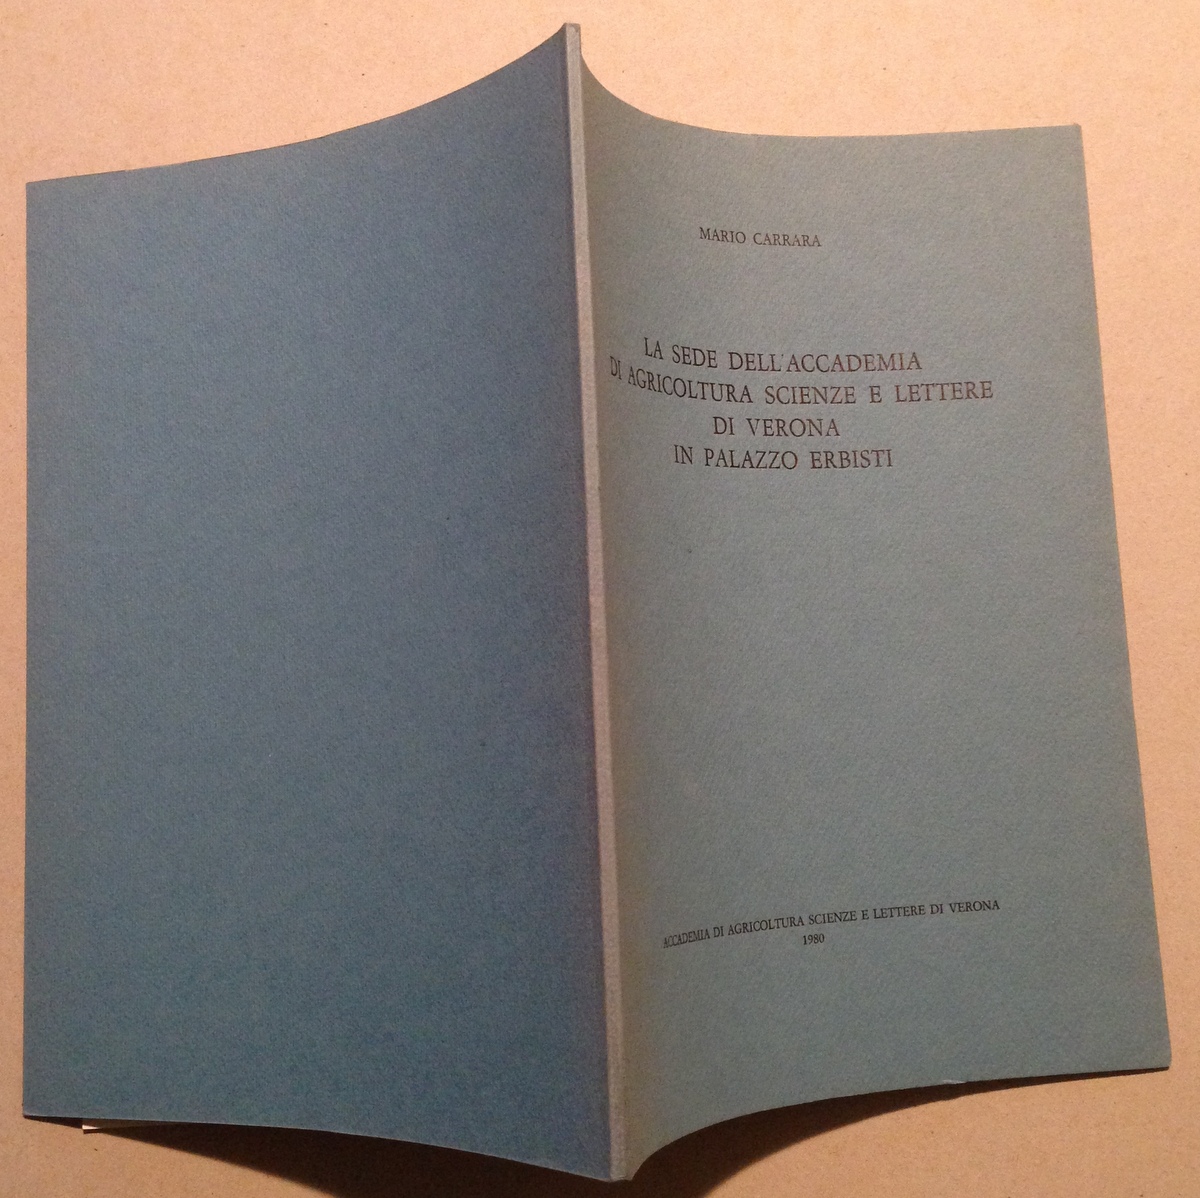 MARIO CARRARA
LA SEDE DELL'ACCADEMIA
DI AGRICOLTURA SCIENZE E LETTERE
DI VERONA
IN PALAZZO ERBISTI
ACCADEMIA DI AGRICOLTURA SCIENZE E LETTERE DI VERONA
1980